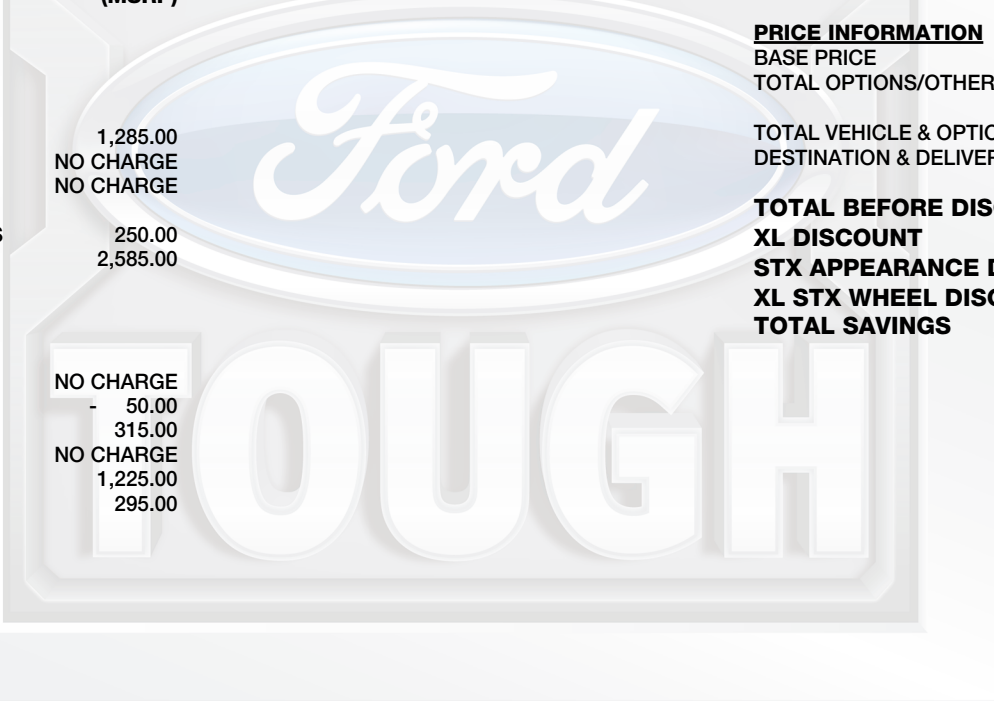 (MSRP)
1,285.00
NO CHARGE
NO CHARGE
S 250.00
2,585.00
NO CHARGE
- 50.00
315.00
NO CHARGE
1,225.00
295.00
PRICE INFORMATION
BASE PRICE
TOTAL OPTIONS/OTHER
TOTAL VEHICLE & OPTIO
DESTINATION & DELIVER
TOTAL BEFORE DISC
XL DISCOUNT
STX APPEARANCE D
XL STX WHEEL DISC
TOTAL SAVINGS
Ford
TOUGH